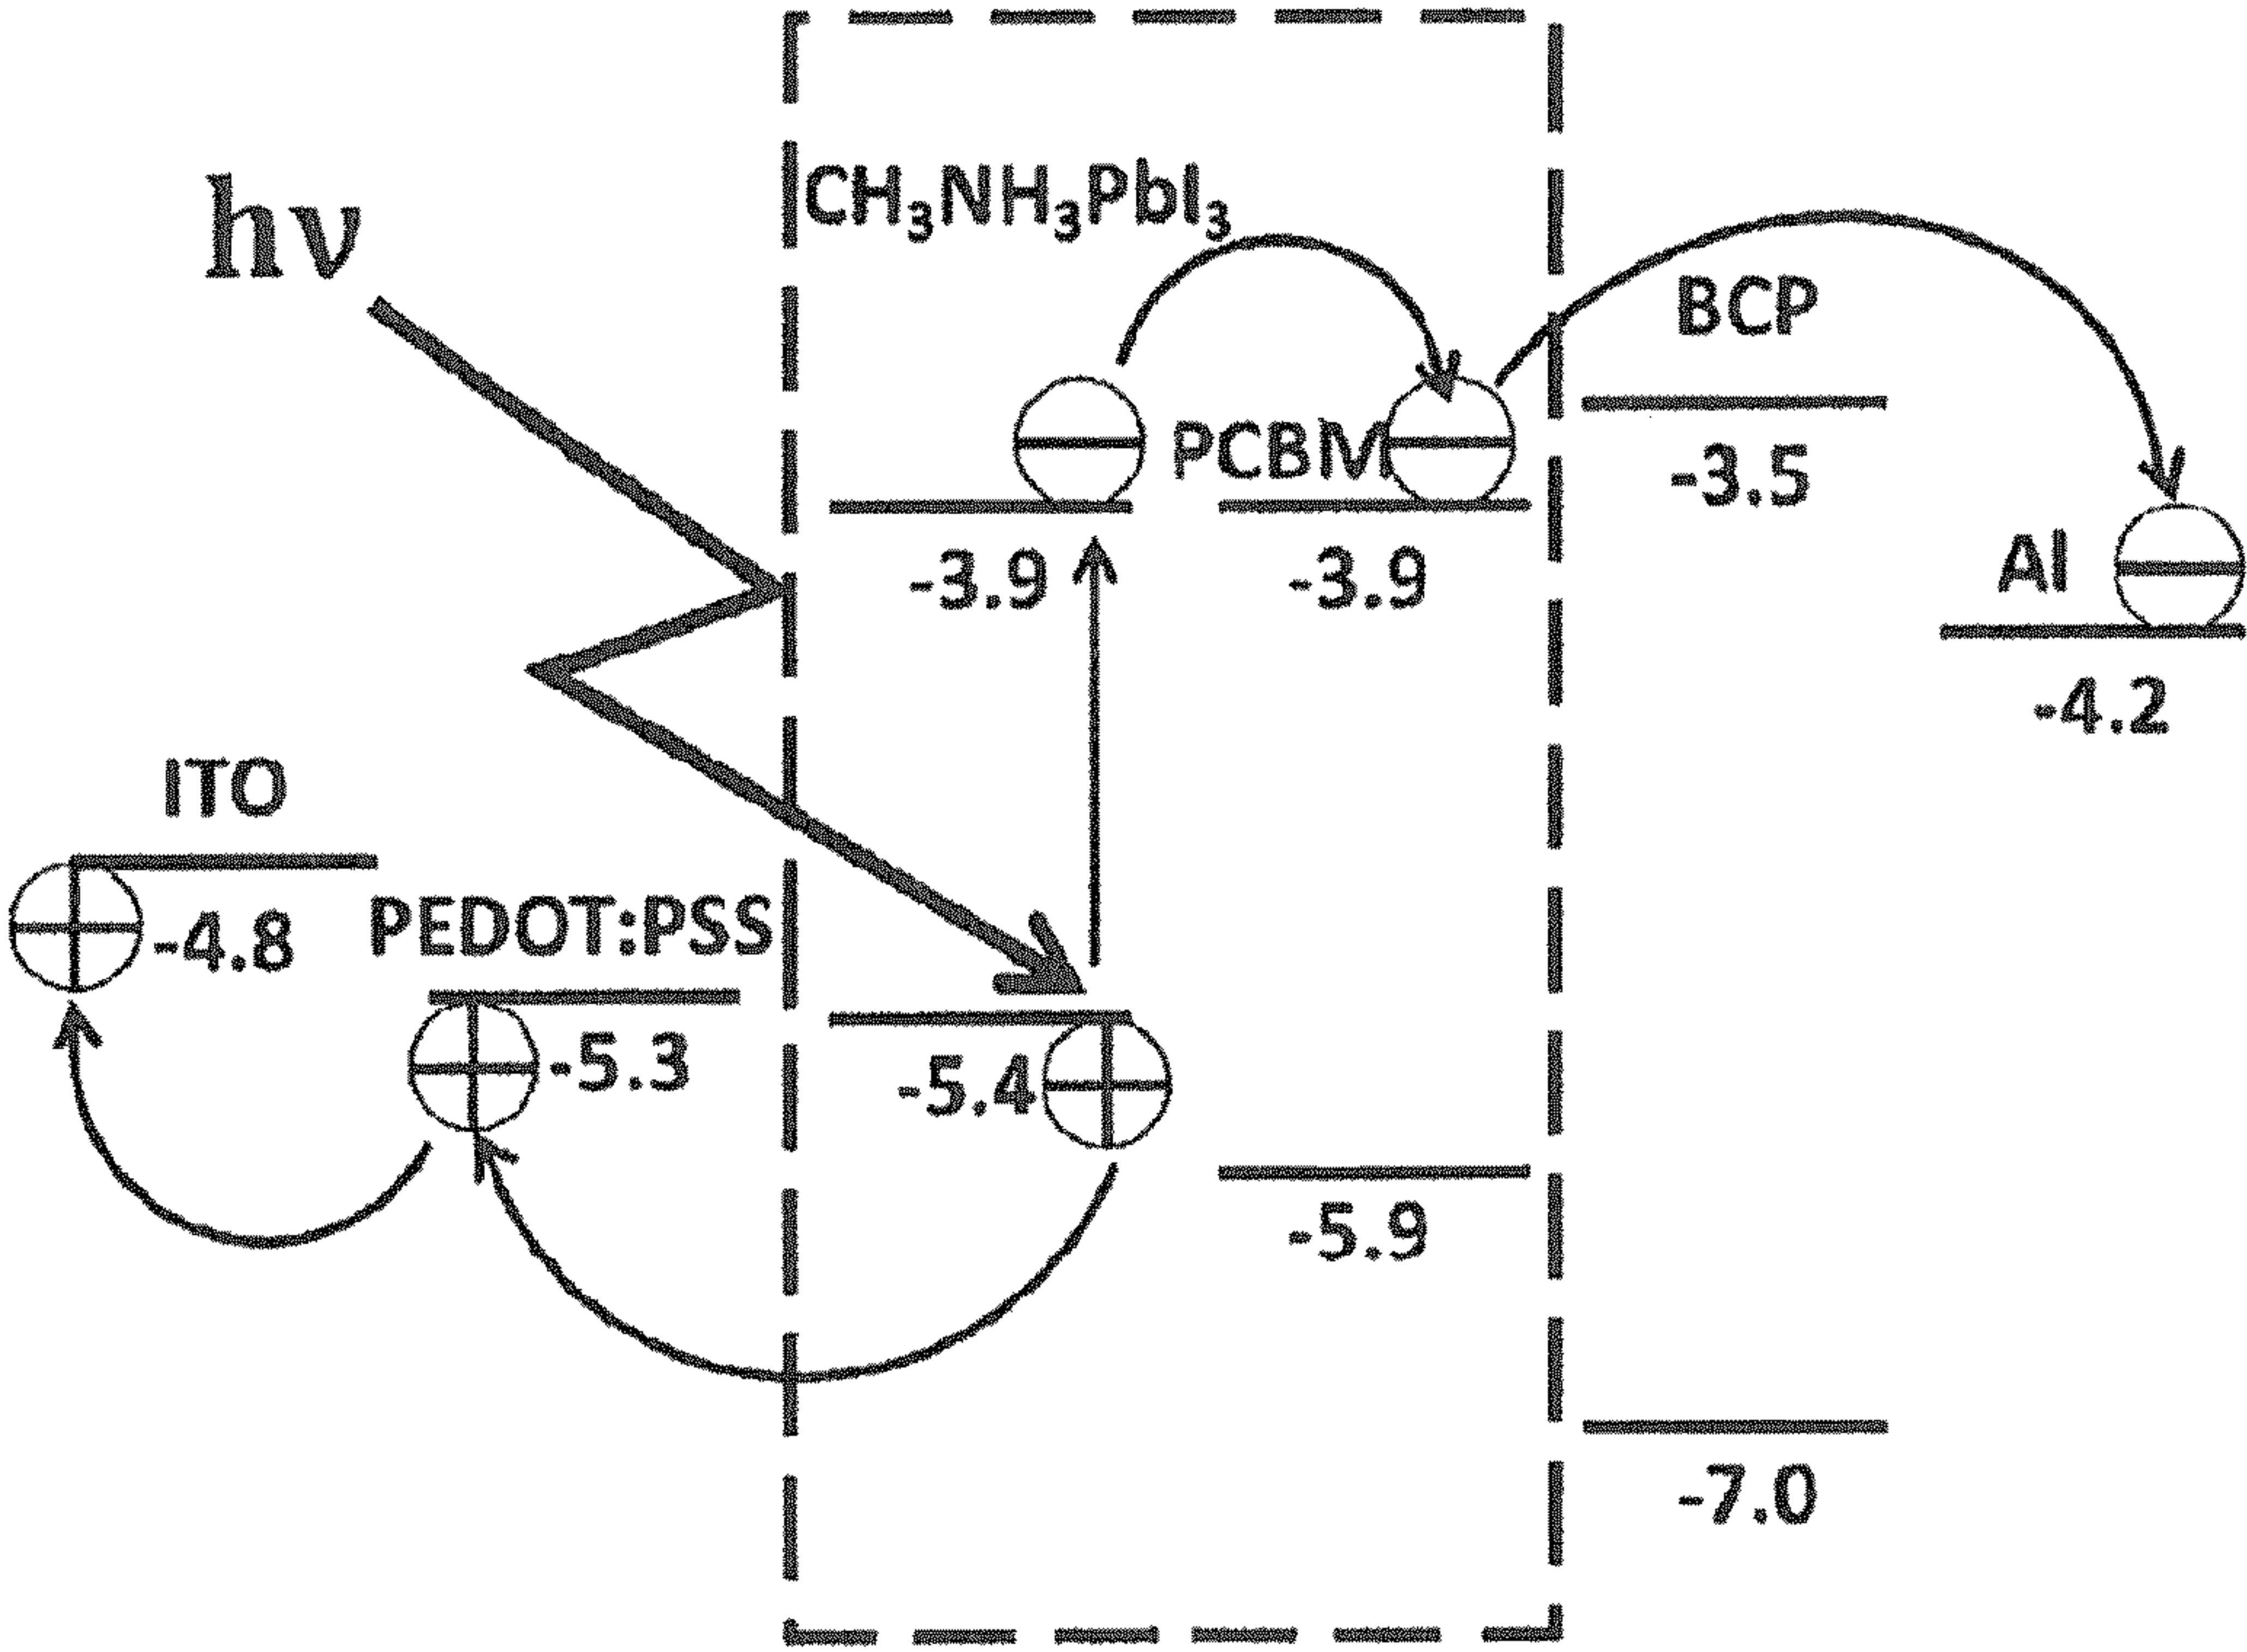 CH₃NH₃PbI₃
hν
BCP
PCBM
-3.5
-3.9
-3.9
Al
-4.2
ITO
-4.8
PEDOT:PSS
-5.3
-5.4
-5.9
-7.0